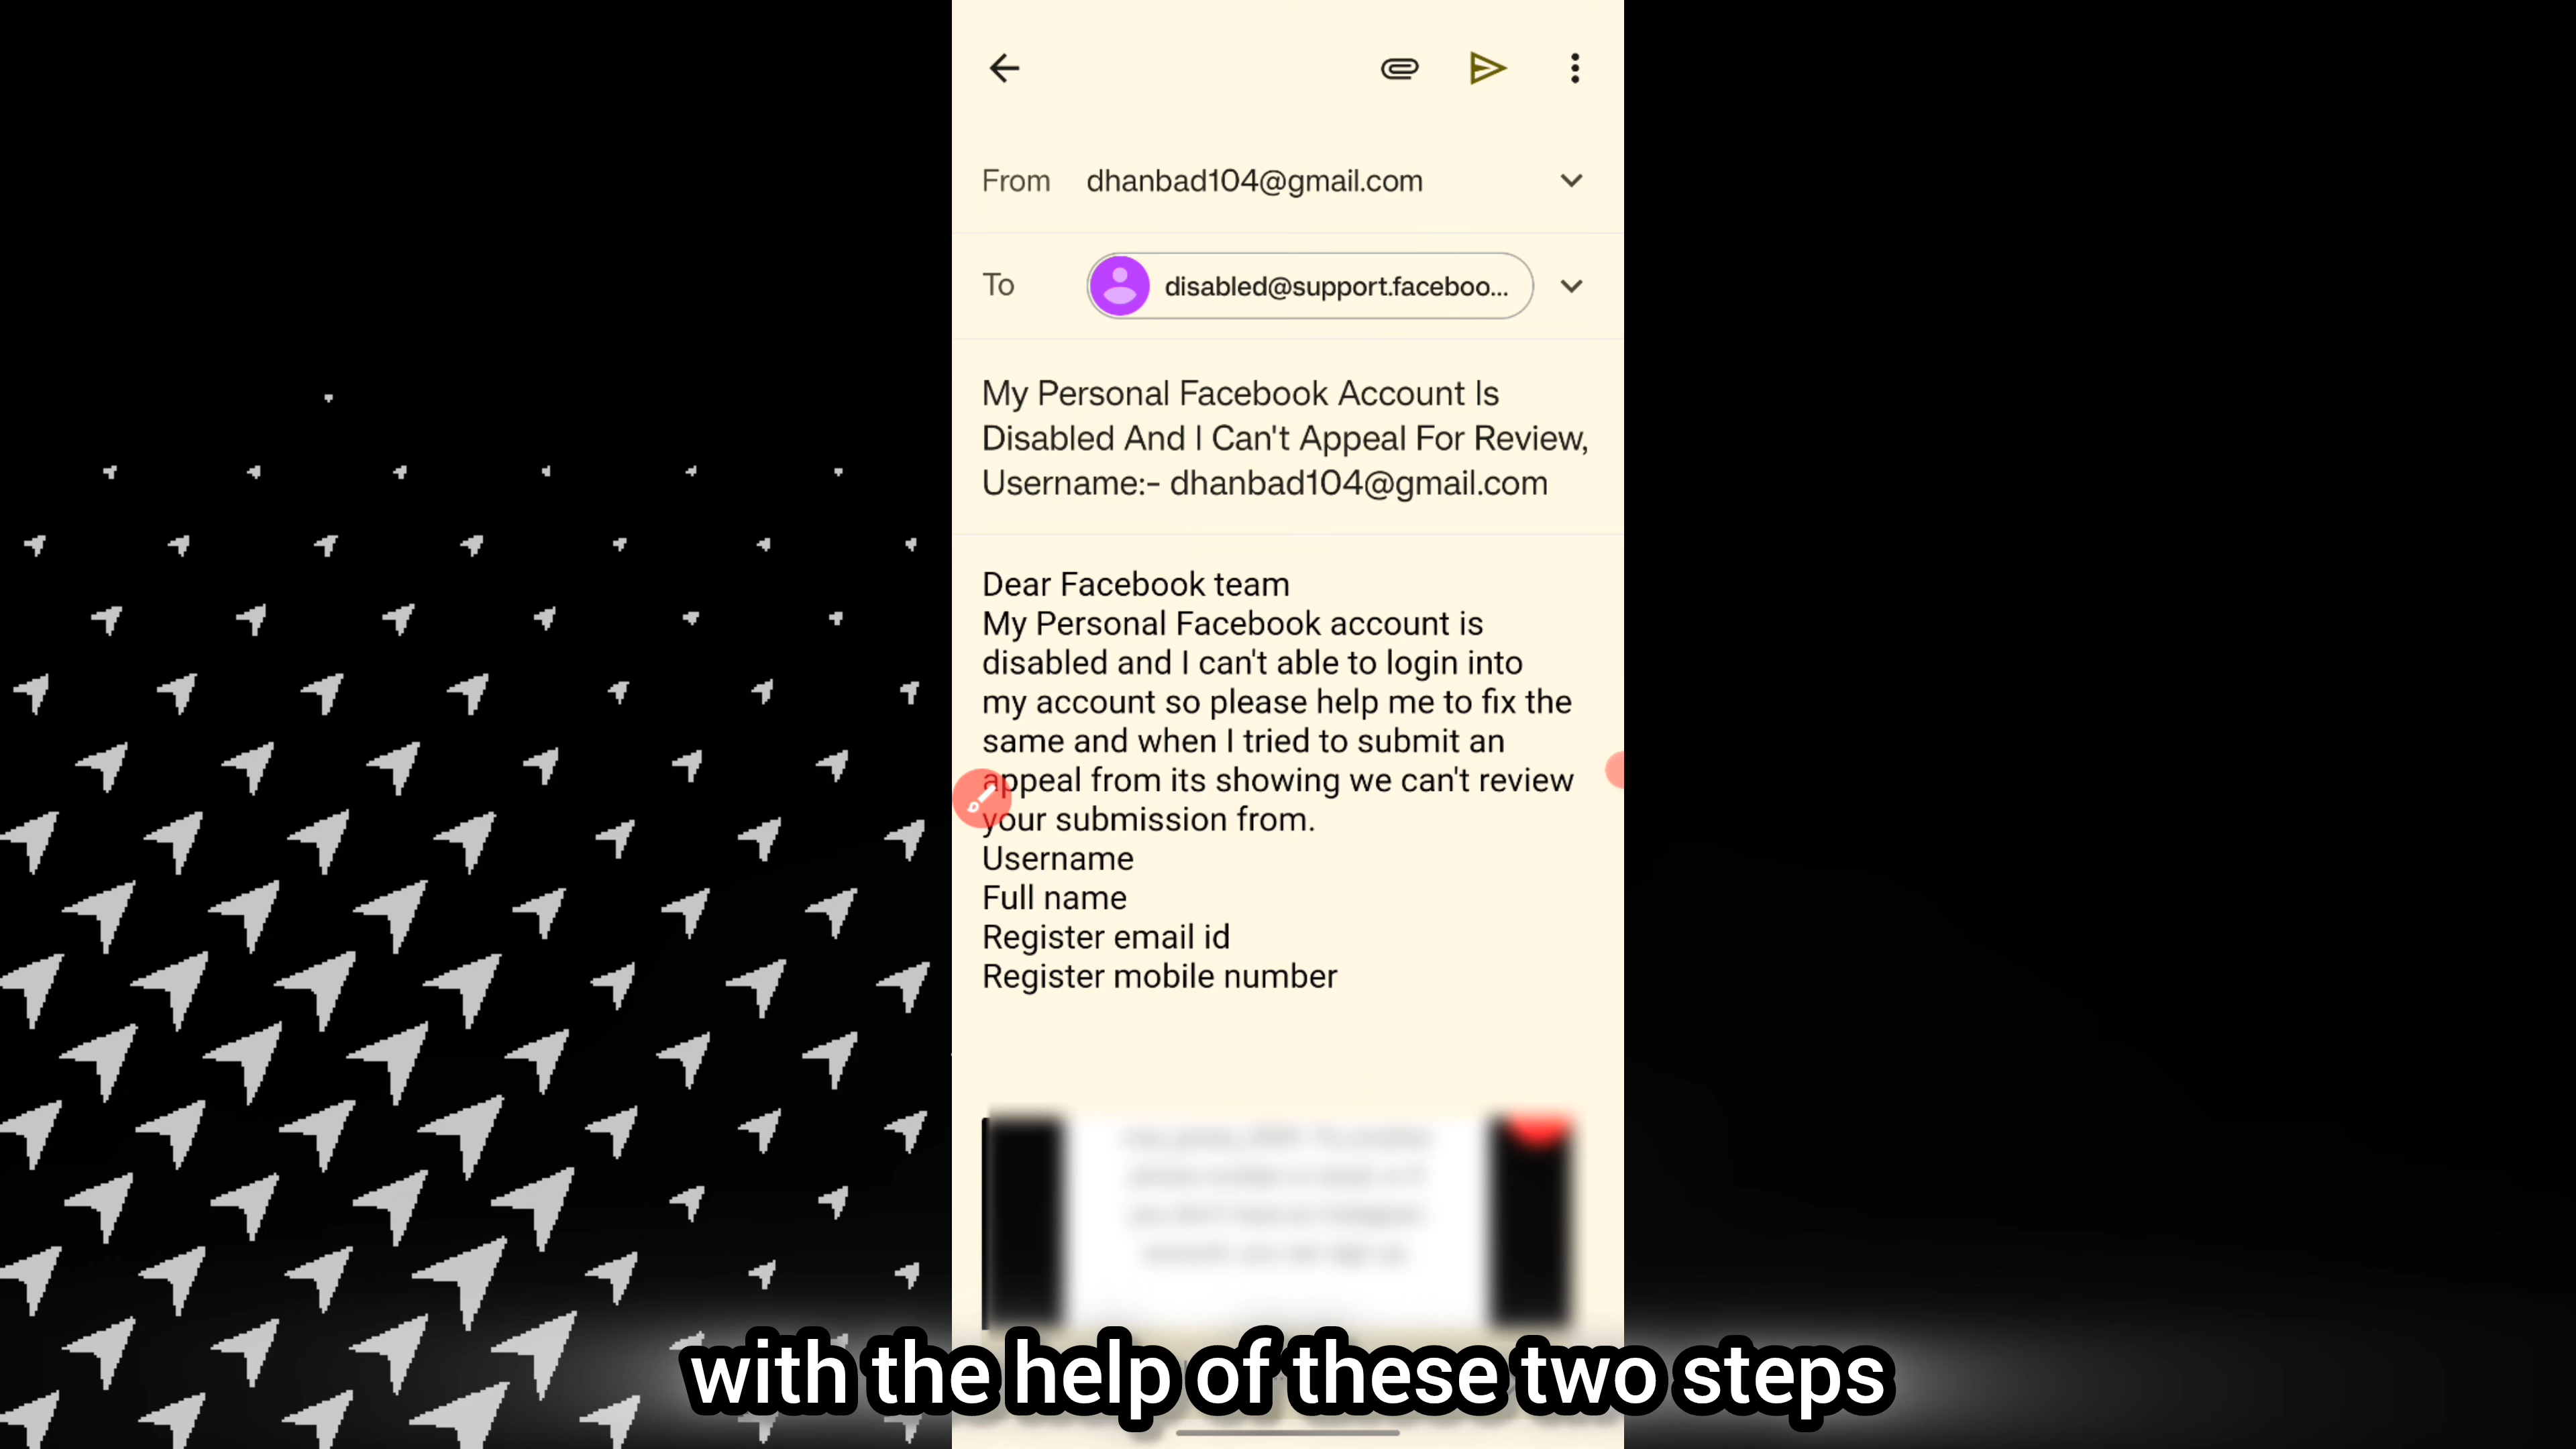 From dhanbad104@gmail.com
To disabled@support.faceboo...
My Personal Facebook Account Is
Disabled And I Can't Appeal For Review,
Username:- dhanbad104@gmail.com
Dear Facebook team
My Personal Facebook account is
disabled and I can't able to login into
my account so please help me to fix the
same and when I tried to submit an
appeal from its showing we can't review
your submission from.
Username
Full name
Register email id
Register mobile number
with the help of these two steps